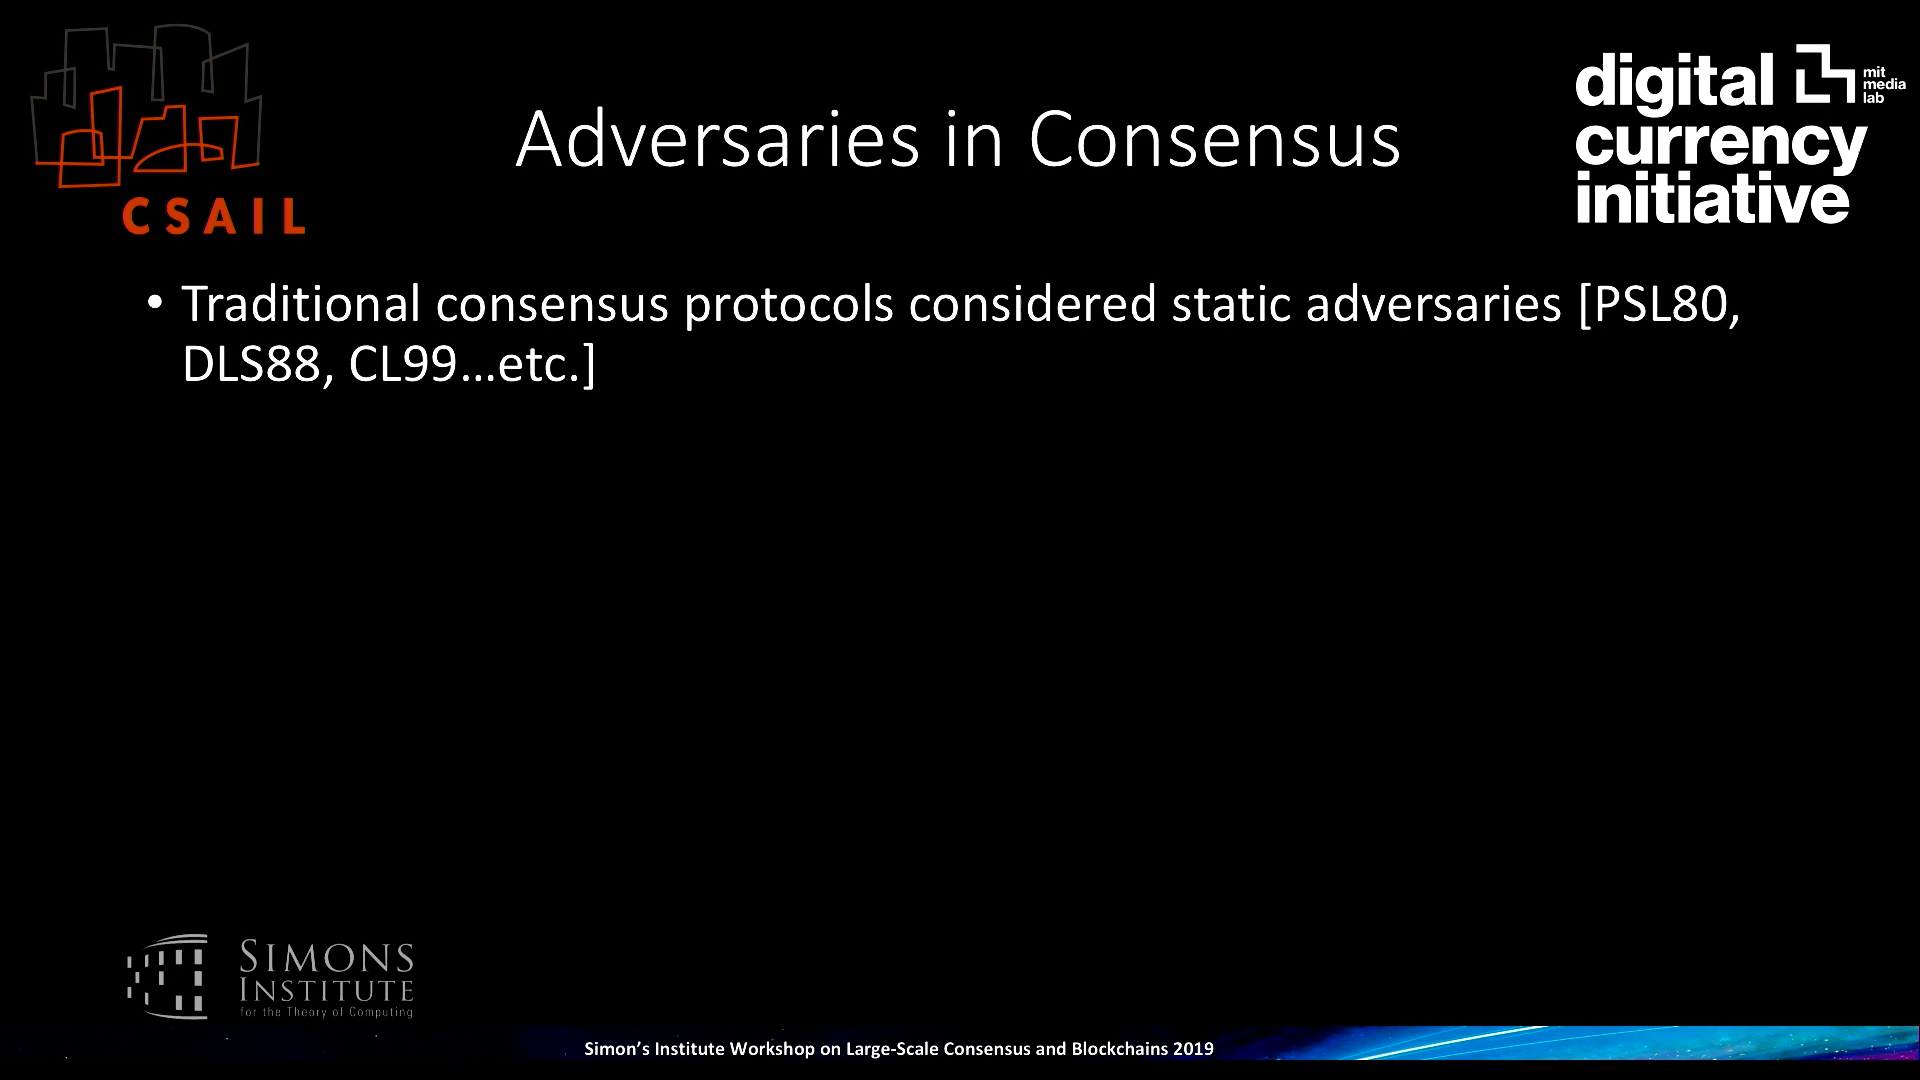 CSAIL
Adversaries in Consensus
digital
currency
initiative
mit
media
lab
• Traditional consensus protocols considered static adversaries [PSL80,
DLS88, CL99...etc.]
SIMONS
INSTITUTE
for the Theory of Computing
Simon’s Institute Workshop on Large-Scale Consensus and Blockchains 2019